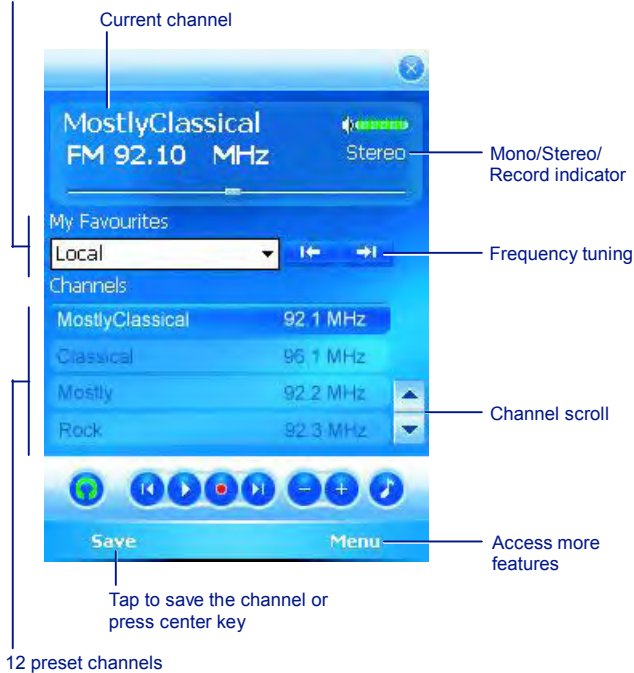 Current channel
MostlyClassical
FM 92.10 MHz
Stereo
Mono/Stereo/
Record indicator
My Favourites
Local
Frequency tuning
Channels
MostlyClassical 92.1 MHz
Classical 96.1 MHz
Mostly 92.2 MHz
Rock 92.3 MHz
Channel scroll
Save
Menu
Access more
features
Tap to save the channel or
press center key
12 preset channels